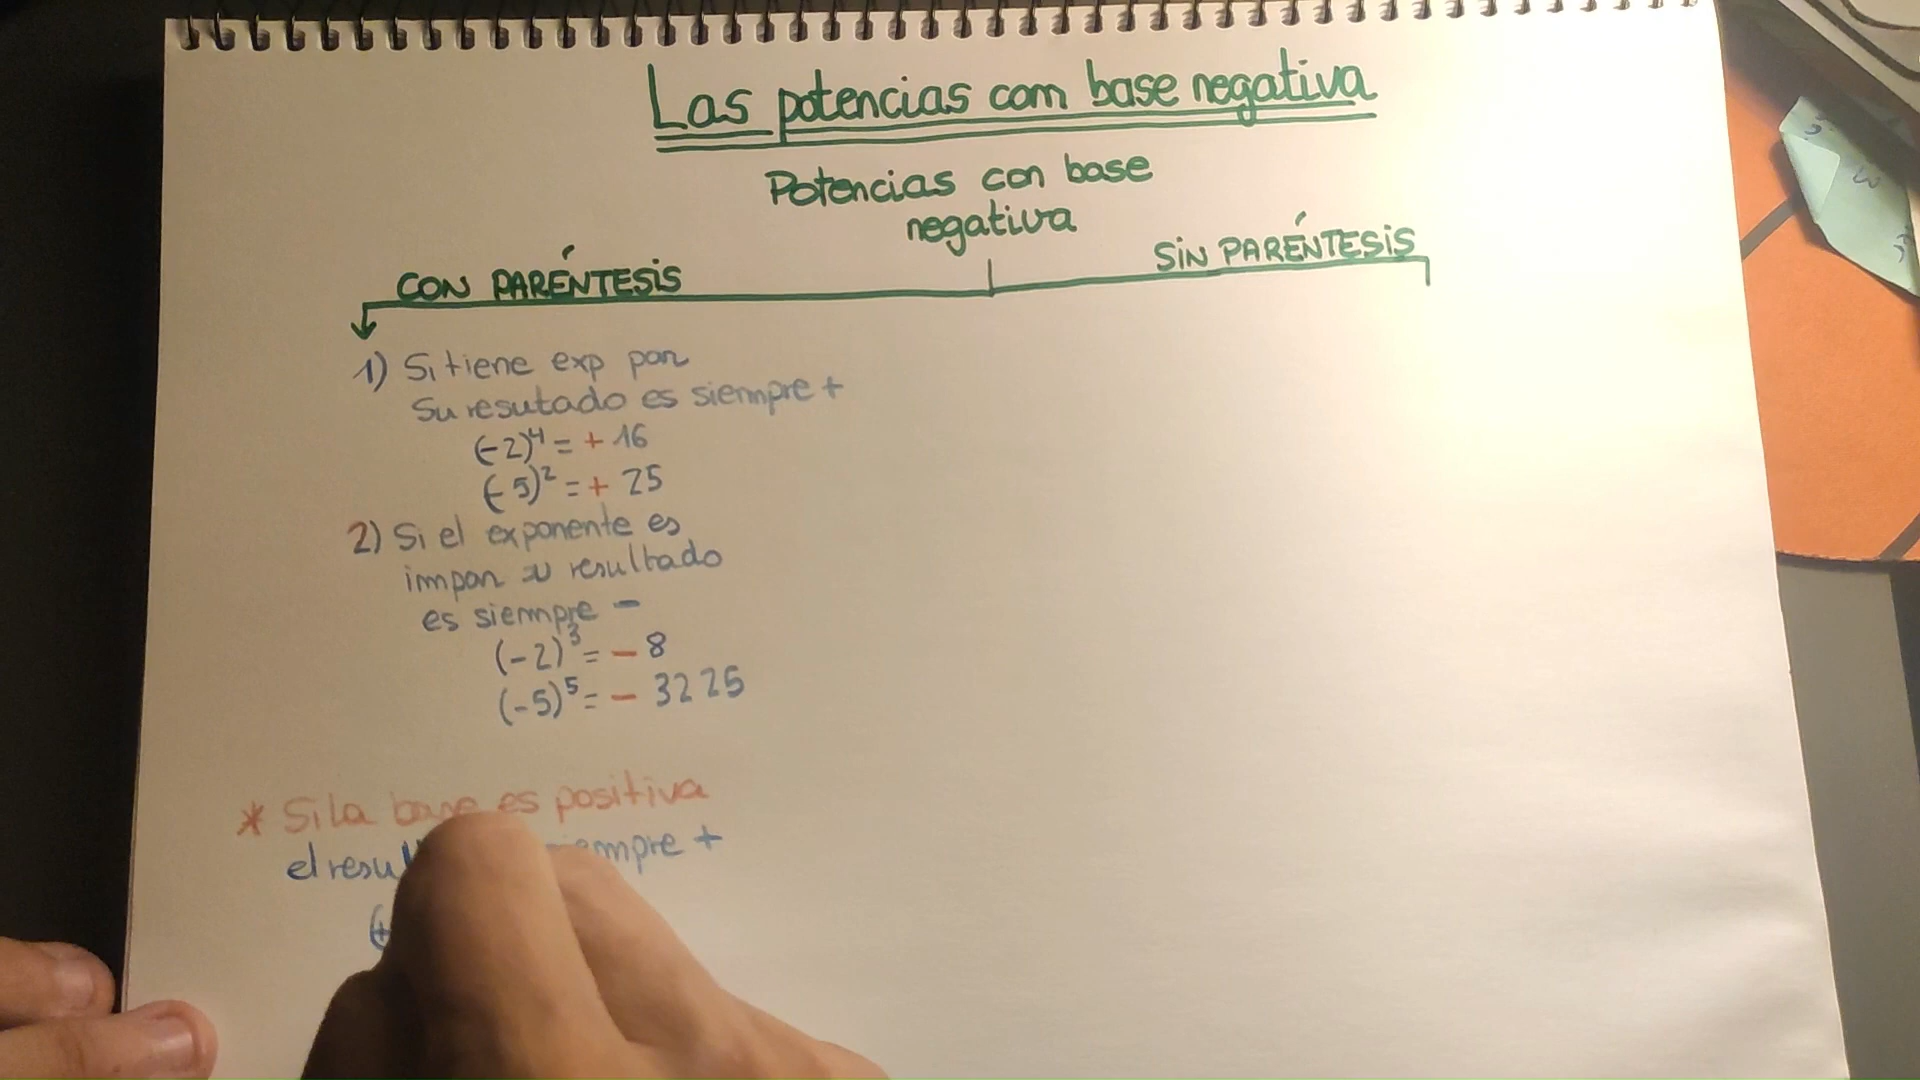 Las potencias com base negativa
Potencias con base
negativa
CON PARÉNTESIS
SIN PARÉNTESIS
1) Si tiene exp par
Su resutado es siempre +
(-2)⁴ = + 16
(-5)² = + 25
2) Si el exponente es
impar su resultado
es siempre -
(-2)³ = - 8
(-5)⁵ = - 3225
* Si la base es positiva
el siempre +
(+